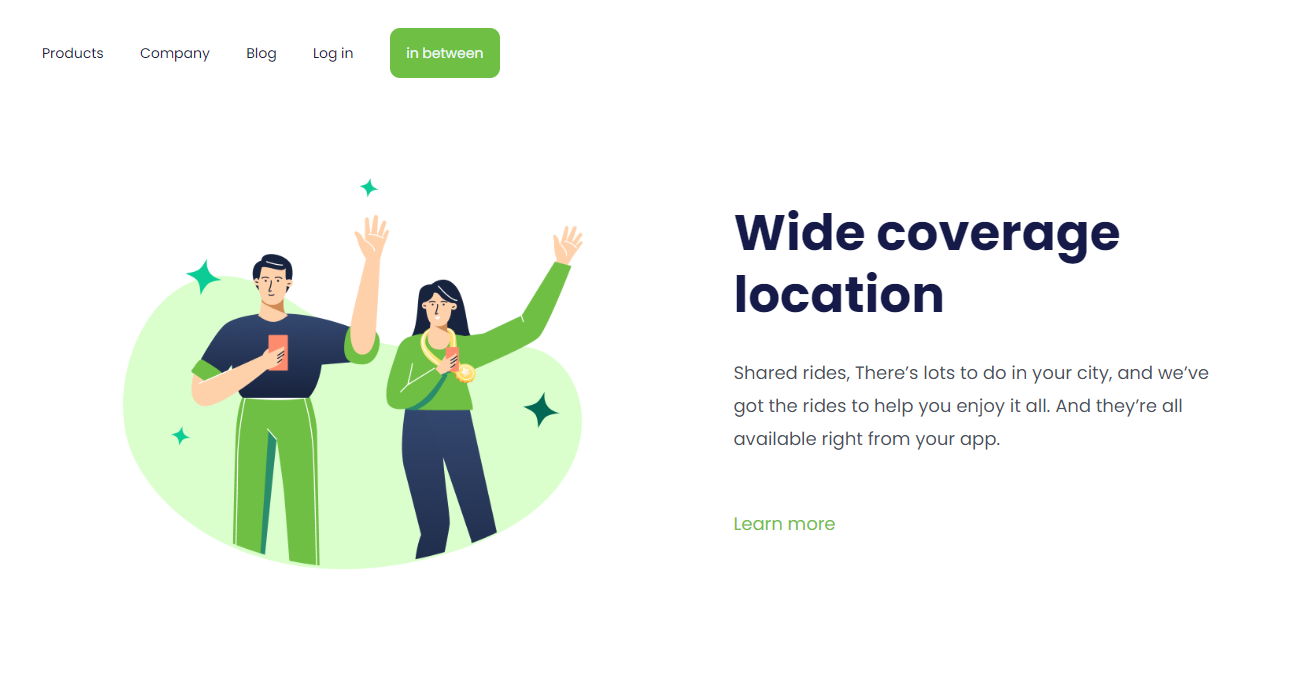 Products Company Blog Log in in between
Wide coverage
location
Shared rides, There’s lots to do in your city, and we’ve
got the rides to help you enjoy it all. And they’re all
available right from your app.
Learn more